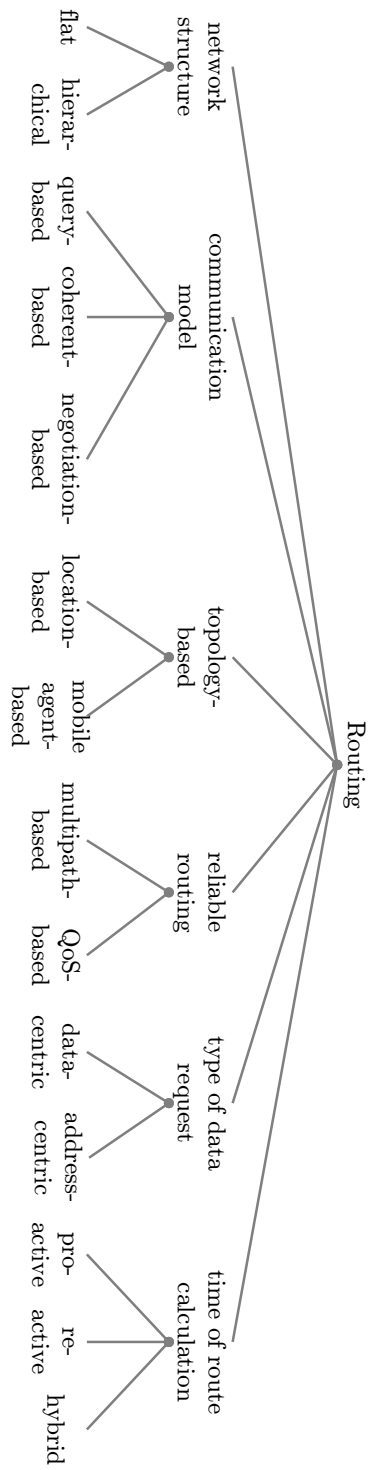 Routing
network
structure
communication
model
topology-
based
reliable
routing
type of data
request
time of route
calculation
flat
hierar-
chical
query-
based
coherent-
based
negotiation-
based
location-
based
mobile
agent-
based
multipath-
based
QoS-
based
data-
centric
address-
centric
pro-
active
re-
active
hybrid